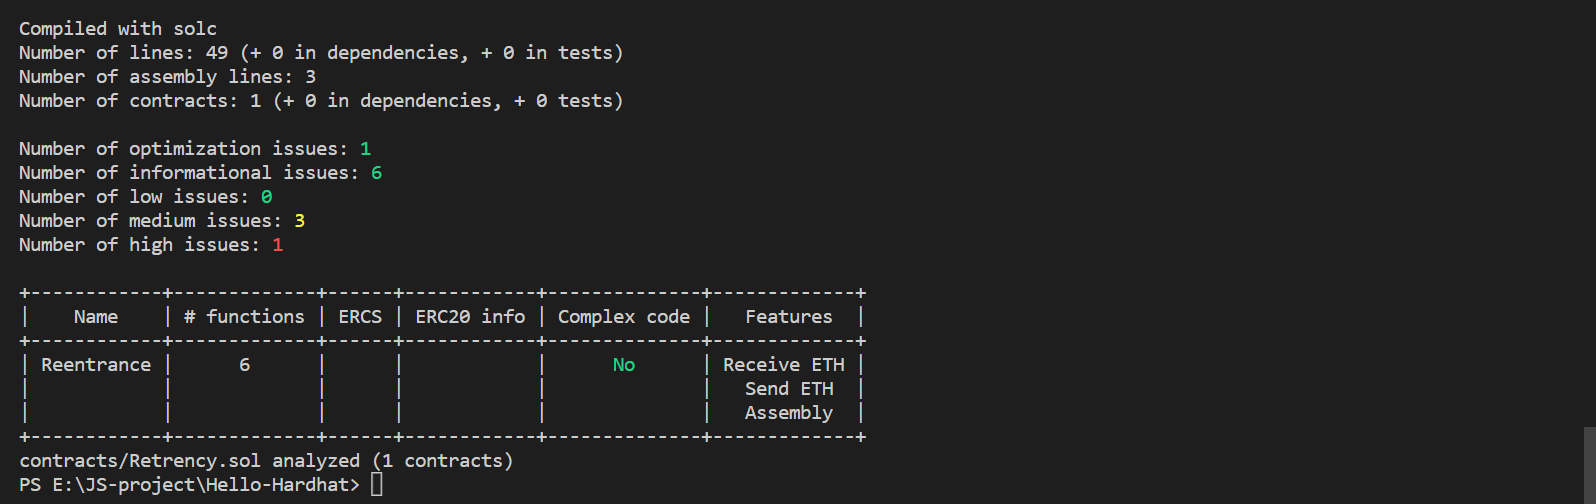 Compiled with solc
Number of lines: 49 (+ 0 in dependencies, + 0 in tests)
Number of assembly lines: 3
Number of contracts: 1 (+ 0 in dependencies, + 0 tests)

Number of optimization issues: 1
Number of informational issues: 6
Number of low issues: 0
Number of medium issues: 3
Number of high issues: 1

+------------+-------------+------+------------+--------------+-------------+
|    Name    | # functions | ERCS | ERC20 info | Complex code |   Features  |
+------------+-------------+------+------------+--------------+-------------+
| Reentrance |      6      |      |            |      No      | Receive ETH |
|            |             |      |            |              |   Send ETH  |
|            |             |      |            |              |   Assembly  |
+------------+-------------+------+------------+--------------+-------------+
contracts/Retrency.sol analyzed (1 contracts)
PS E:\JS-project\Hello-Hardhat>